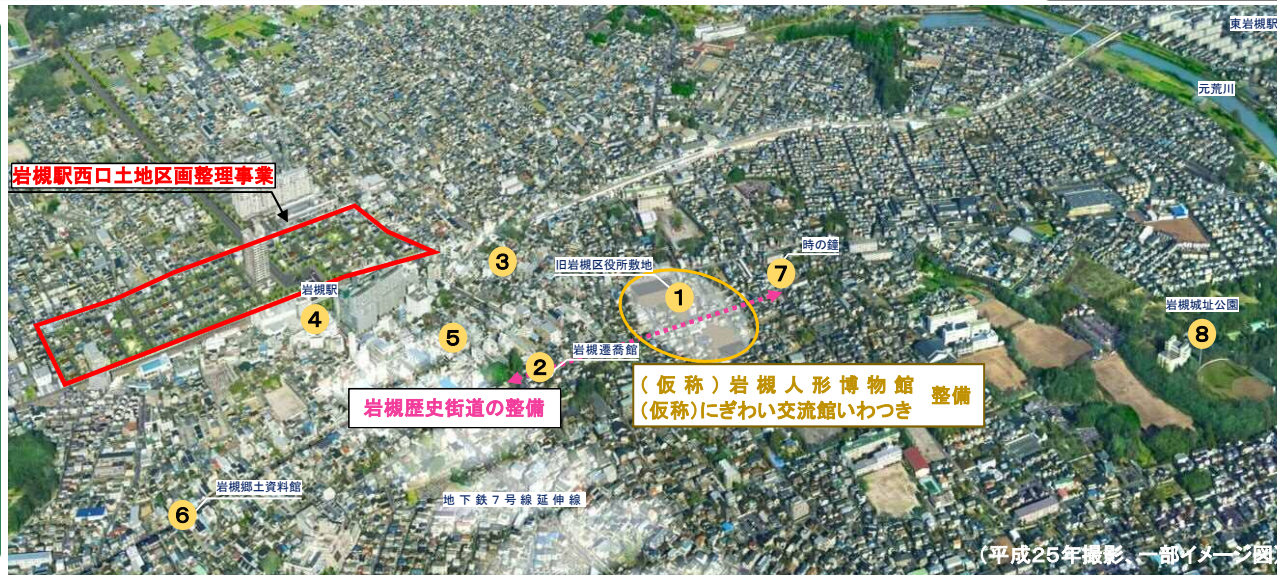 東岩槻駅
元荒川
岩槻駅西口土地区画整理事業
時の鐘
3
旧岩槻区役所敷地
7
1
岩槻駅
岩槻城址公園
4
5
8
岩槻遷喬館
2
(仮称)岩槻人形博物館 整備
(仮称)にぎわい交流館いわつき
岩槻歴史街道の整備
岩槻郷土資料館
地下鉄7号線延伸線
6
(平成25年撮影、一部イメージ図